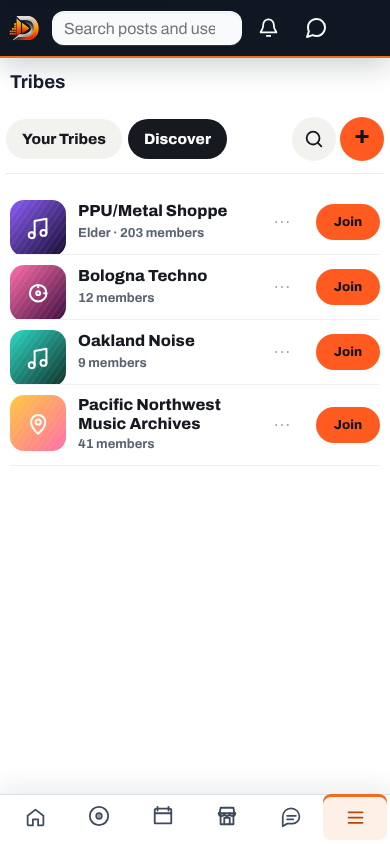 Search posts and use
Tribes
Your Tribes
Discover
+
PPU/Metal Shoppe
Elder · 203 members
...
Join
Bologna Techno
12 members
...
Join
Oakland Noise
9 members
...
Join
Pacific Northwest
Music Archives
41 members
...
Join